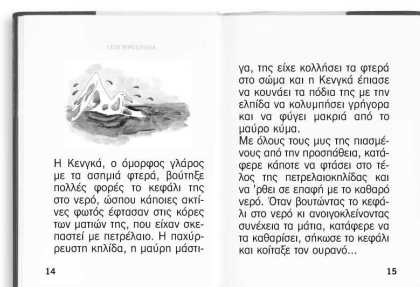 LUIS SEPÚLVEDA
Η Κενγκά, ο όμορφος γλάρος
με τα ασημιά φτερά, βούτηξε
πολλές φορές το κεφάλι της
στο νερό, ώσπου κάποιες ακτί-
νες φωτός έφτασαν στις κόρες
των ματιών της, που είχαν σκε-
παστεί με πετρέλαιο. Η παχύρ-
ρευστη κηλίδα, η μαύρη μάστι-
14
γα, της είχε κολλήσει τα φτερά
στο σώμα και η Κενγκά έπιασε
να κουνάει τα πόδια της με την
ελπίδα να κολυμπήσει γρήγορα
και να φύγει μακριά από το
μαύρο κύμα.
Με όλους τους μυς της πιασμέ-
νους από την προσπάθεια, κατά-
φερε κάποτε να φτάσει στο τέ-
λος της πετρελαιοκηλίδας και
να 'ρθει σε επαφή με το καθαρό
νερό. Όταν βουτώντας το κεφά-
λι στο νερό κι ανοιγοκλείνοντας
συνέχεια τα μάτια, κατάφερε να
τα καθαρίσει, σήκωσε το κεφάλι
και κοίταξε τον ουρανό...
15